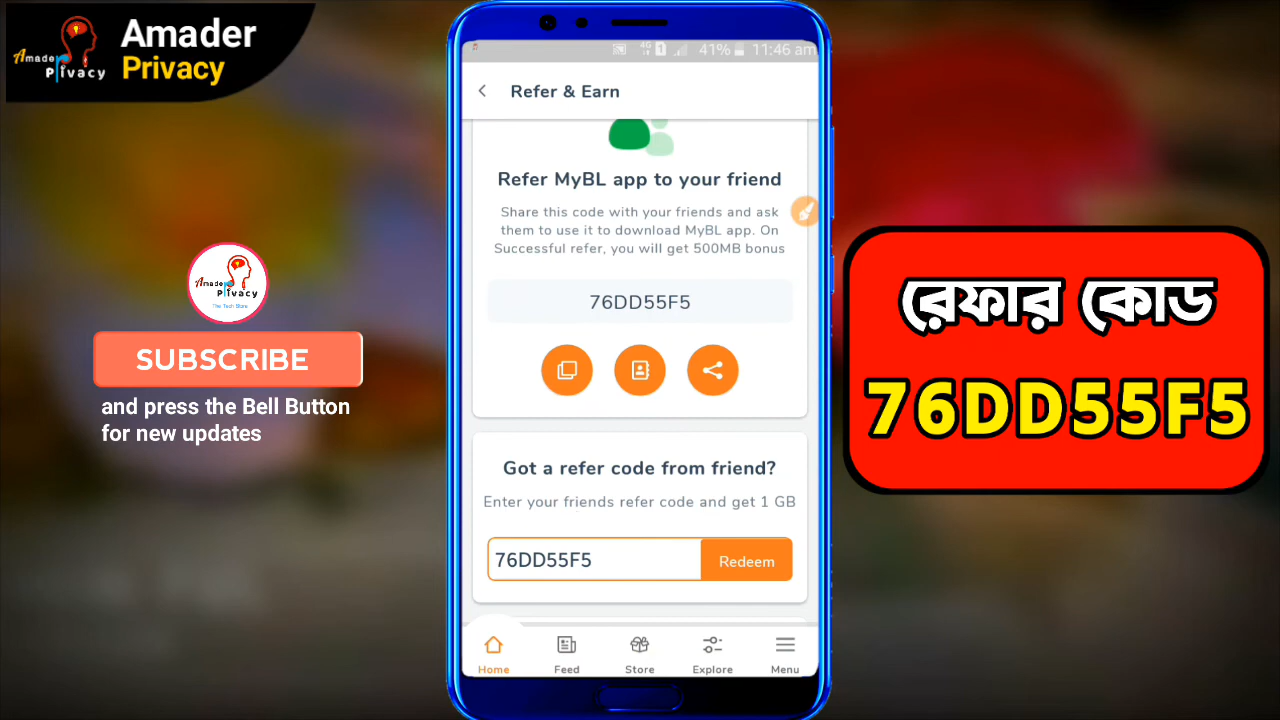 Amader
Privacy
Amader
Privacy
41% 11:46 am
Refer & Earn
Refer MyBL app to your friend
Share this code with your friends and ask
them to use it to download MyBL app. On
Successful refer, you will get 500MB bonus
76DD55F5
Got a refer code from friend?
Enter your friends refer code and get 1 GB
76DD55F5
Redeem
Home
Feed
Store
Explore
Menu
Amader
Privacy
The Tech Store
SUBSCRIBE
and press the Bell Button
for new updates
রেফার কোড
76DD55F5